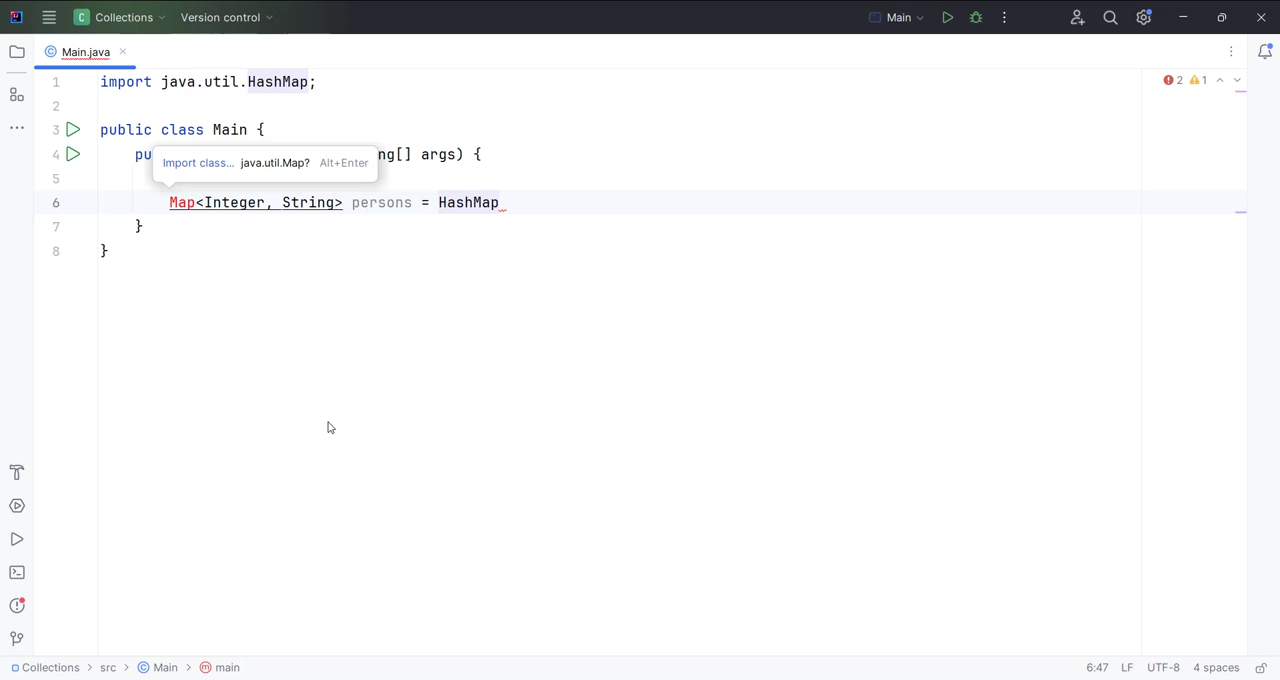 C Collections Version control Main
Main.java
1 import java.util.HashMap; 2 1
2
3 public class Main {
Import class... java.util.Map? Alt+Enter
4 pu ng[] args) {
5
6 Map<Integer, String> persons = HashMap
7 }
8 }
Collections > src > Main > main 6:47 LF UTF-8 4 spaces